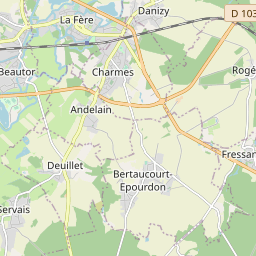 Danizy
La Fère
D 103
Beautor
Charmes
Rogé
Andelain
Fressan
Deuillet
Bertaucourt-
Epourdon
Servais